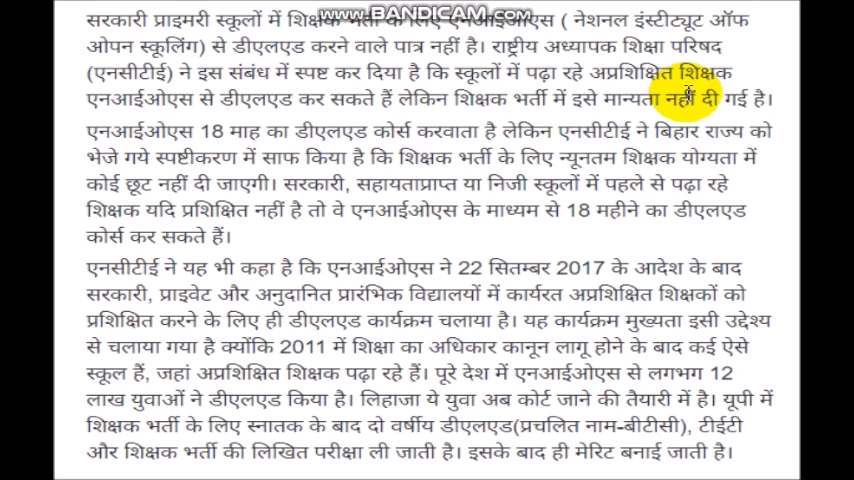 www.BANDICAM.com
सरकारी प्राइमरी स्कूलों में शिक्षक भर्ती के लिए एनआईओएस ( नेशनल इंस्टीट्यूट ऑफ
ओपन स्कूलिंग) से डीएलएड करने वाले पात्र नहीं है। राष्ट्रीय अध्यापक शिक्षा परिषद
(एनसीटीई) ने इस संबंध में स्पष्ट कर दिया है कि स्कूलों में पढ़ा रहे अप्रशिक्षित शिक्षक
एनआईओएस से डीएलएड कर सकते हैं लेकिन शिक्षक भर्ती में इसे मान्यता नहीं दी गई है।
एनआईओएस 18 माह का डीएलएड कोर्स करवाता है लेकिन एनसीटीई ने बिहार राज्य को
भेजे गये स्पष्टीकरण में साफ किया है कि शिक्षक भर्ती के लिए न्यूनतम शिक्षक योग्यता में
कोई छूट नहीं दी जाएगी। सरकारी, सहायताप्राप्त या निजी स्कूलों में पहले से पढ़ा रहे
शिक्षक यदि प्रशिक्षित नहीं है तो वे एनआईओएस के माध्यम से 18 महीने का डीएलएड
कोर्स कर सकते हैं।
एनसीटीई ने यह भी कहा है कि एनआईओएस ने 22 सितम्बर 2017 के आदेश के बाद
सरकारी, प्राइवेट और अनुदानित प्रारंभिक विद्यालयों में कार्यरत अप्रशिक्षित शिक्षकों को
प्रशिक्षित करने के लिए ही डीएलएड कार्यक्रम चलाया है। यह कार्यक्रम मुख्यता इसी उद्देश्य
से चलाया गया है क्योंकि 2011 में शिक्षा का अधिकार कानून लागू होने के बाद कई ऐसे
स्कूल हैं, जहां अप्रशिक्षित शिक्षक पढ़ा रहे हैं। पूरे देश में एनआईओएस से लगभग 12
लाख युवाओं ने डीएलएड किया है। लिहाजा ये युवा अब कोर्ट जाने की तैयारी में है। यूपी में
शिक्षक भर्ती के लिए स्नातक के बाद दो वर्षीय डीएलएड(प्रचलित नाम-बीटीसी), टीईटी
और शिक्षक भर्ती की लिखित परीक्षा ली जाती है। इसके बाद ही मेरिट बनाई जाती है।